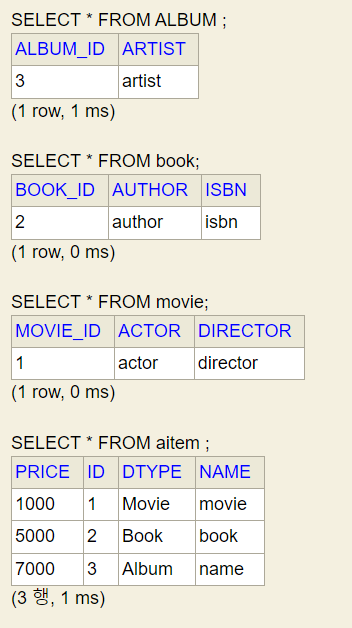 SELECT * FROM ALBUM ;
ALBUM_ID ARTIST
3 artist
(1 row, 1 ms)
SELECT * FROM book;
BOOK_ID AUTHOR ISBN
2 author isbn
(1 row, 0 ms)
SELECT * FROM movie;
MOVIE_ID ACTOR DIRECTOR
1 actor director
(1 row, 0 ms)
SELECT * FROM aitem ;
PRICE ID DTYPE NAME
1000 1 Movie movie
5000 2 Book book
7000 3 Album name
(3 행, 1 ms)